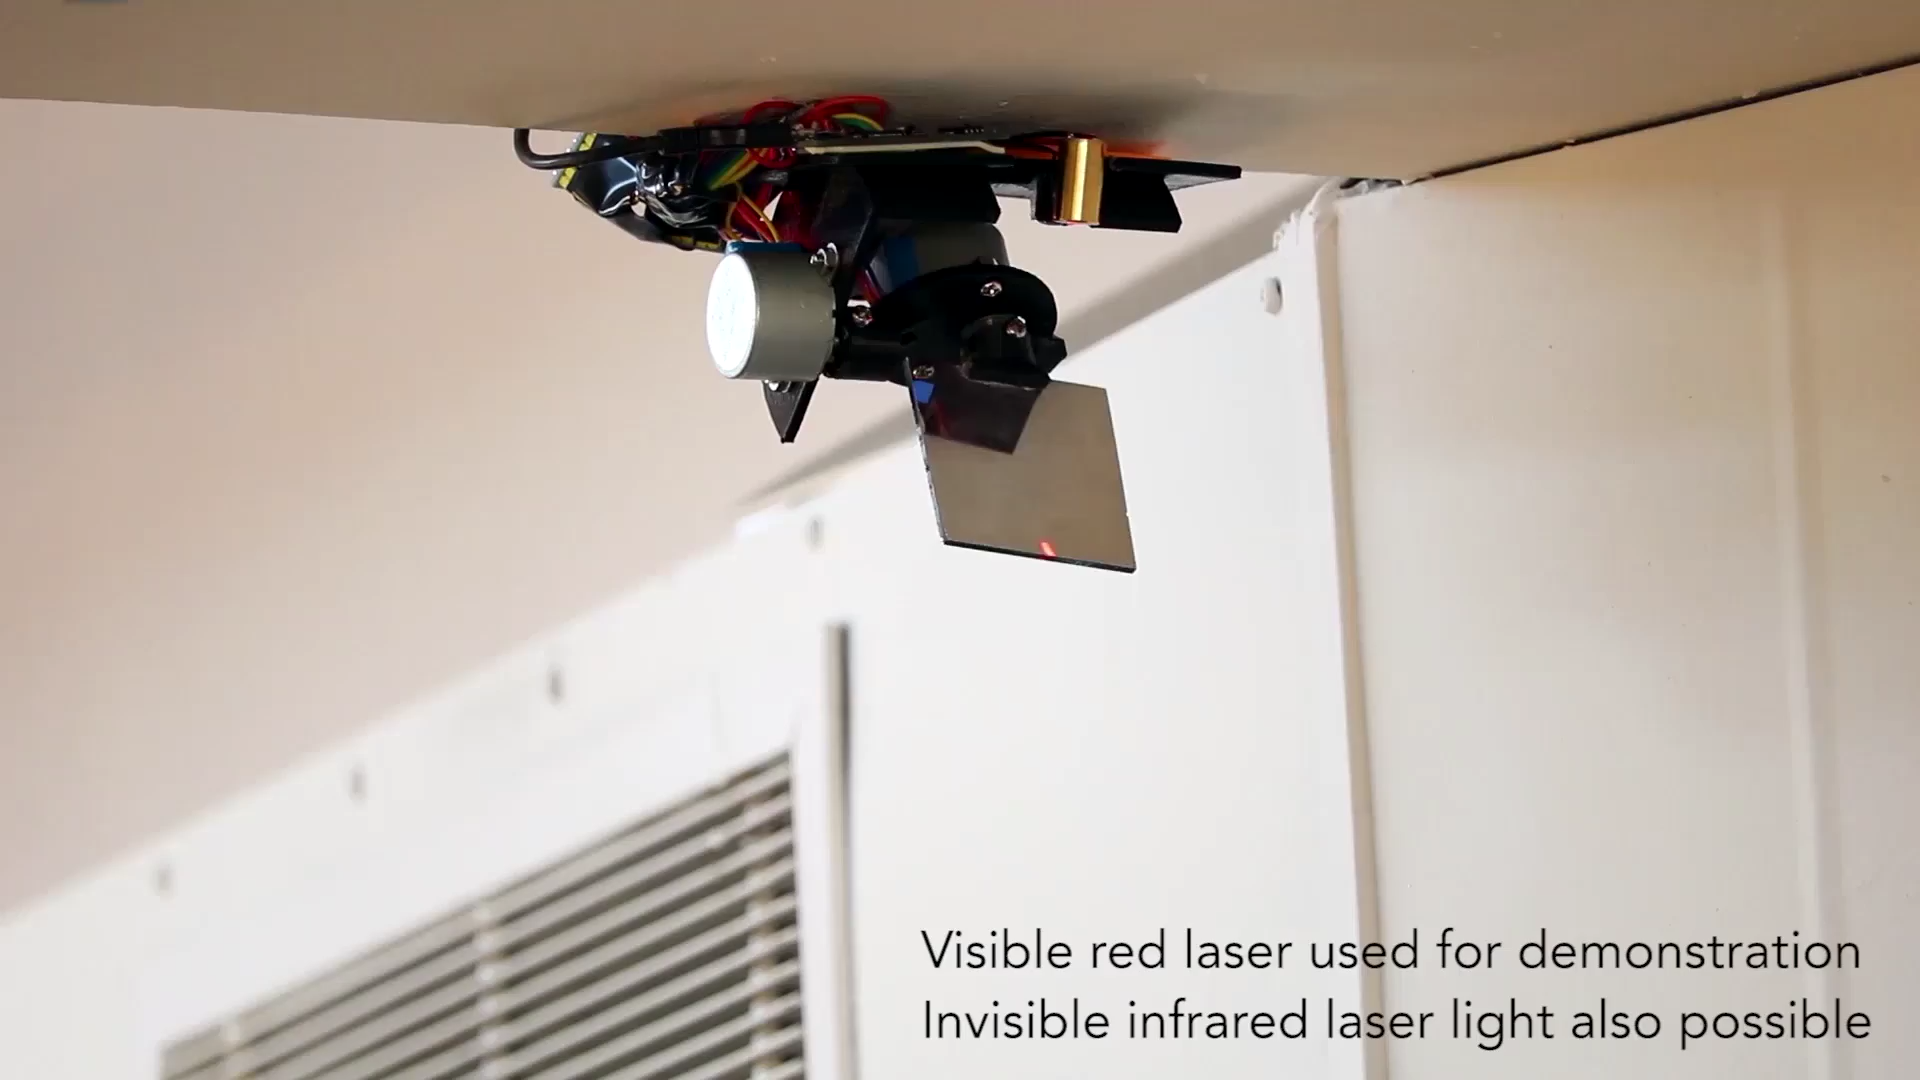 Visible red laser used for demonstration
Invisible infrared laser light also possible